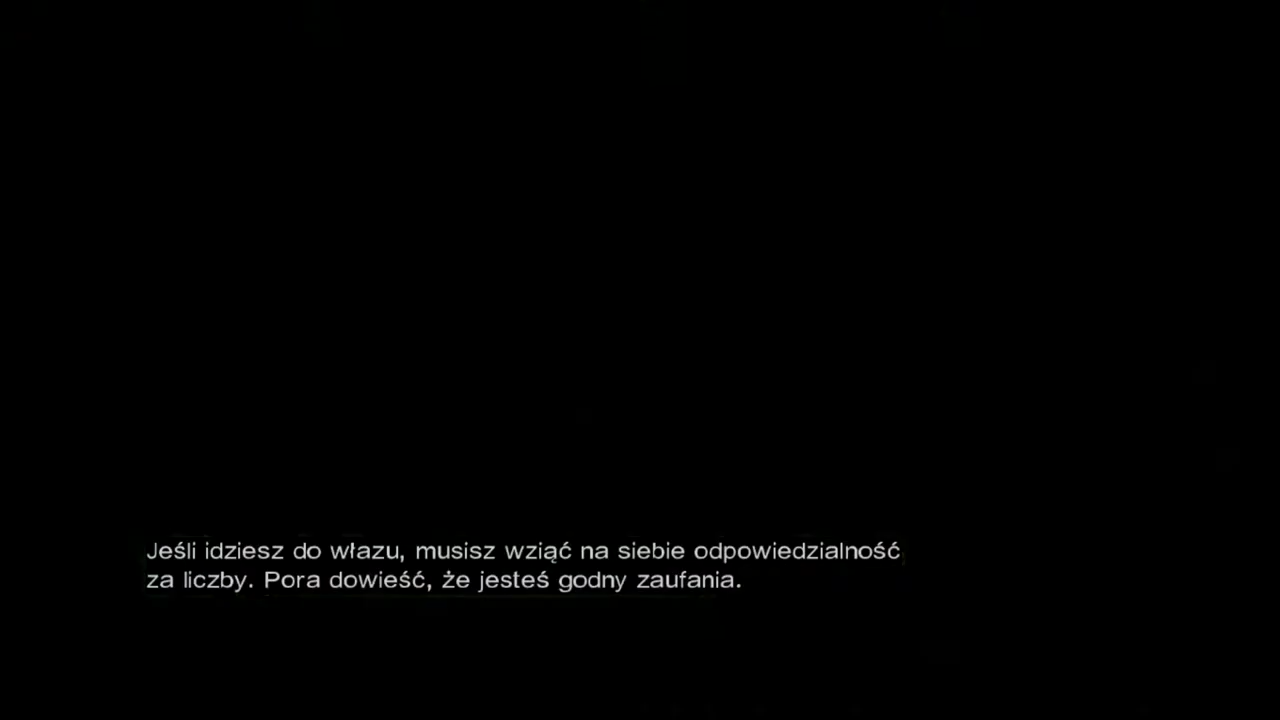 Jeśli idziesz do włazu, musisz wziąć na siebie odpowiedzialność
za liczby. Pora dowieść, że jesteś godny zaufania.